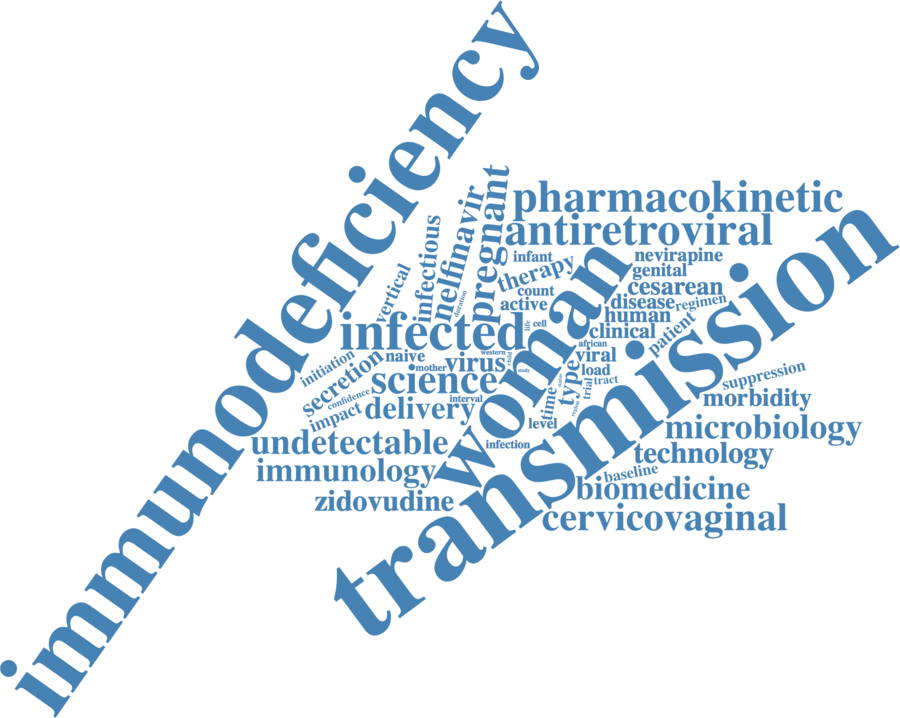 immunodeficiency
transmission
woman
pharmacokinetic
antiretroviral
pregnant
nelfinavir
infectious
vertical
duration
infant
therapy
count
active
nevirapine
genital
cesarean
disease
regimen
human
clinical
patient
infected
life
cell
african
viral
load
initiation
naive
western
child
mother
virus
study
secretion
science
type
trial
tract
suppression
confidence
interval
time
morbidity
impact
delivery
level
region
microbiology
undetectable
infection
technology
immunology
baseline
biomedicine
zidovudine
cervicovaginal